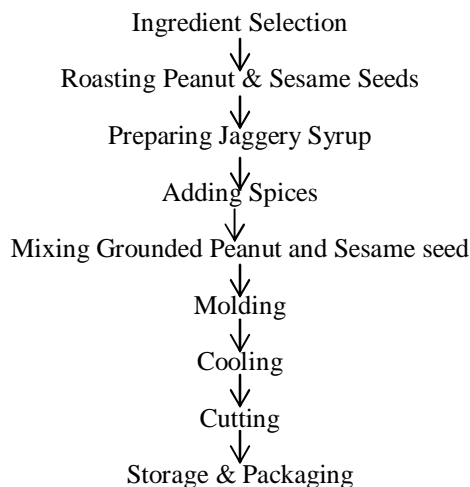 Ingredient Selection
Roasting Peanut & Sesame Seeds
Preparing Jaggery Syrup
Adding Spices
Mixing Grounded Peanut and Sesame seed
Molding
Cooling
Cutting
Storage & Packaging